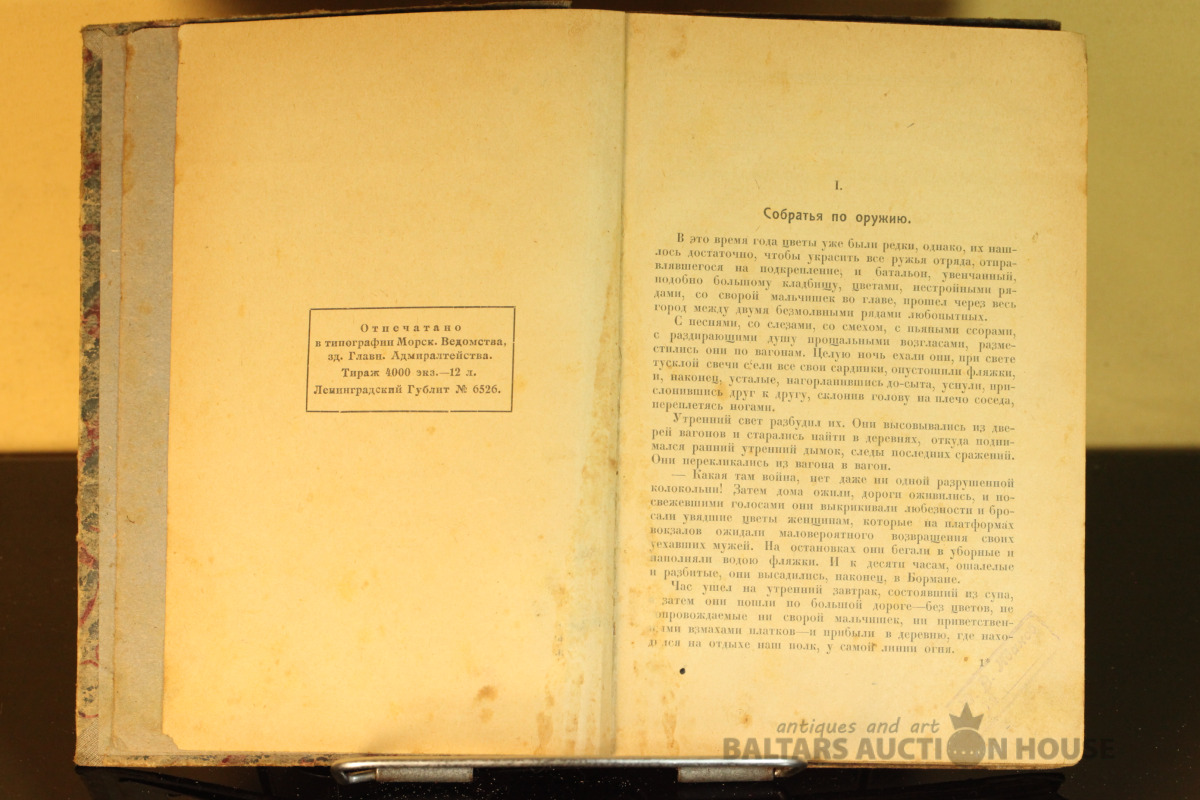 Отпечатано
в типографии Морск. Ведомства,
зд. Главн. Адмиралтейства.
Тираж 4000 экз.—12 л.
Ленинградский Гублит № 6526.
I.
Собратья по оружию.
В это время года цветы уже были редки, однако, их наш-
лось достаточно, чтобы украсить все ружья отряда, отпра-
влявшегося на подкрепление, и батальон, увенчанный,
подобно большому кладбищу, цветами, нестройными ря-
дами, со сворой мальчишек во главе, прошел через весь
город между двумя безмолвными рядами любопытных.
С песнями, со слезами, со смехом, с пьяными ссорами,
с раздирающими душу прощальными возгласами, разме-
стились они по вагонам. Целую ночь ехали они, при свете
тусклой свечи съели все свои сардинки, опустошили фляжки,
и, наконец, усталые, нагорланившись до-сыта, уснули, при-
слонившись друг к другу, склонив голову на плечо соседа,
переплетясь ногами.
Утренний свет разбудил их. Они высовывались из две-
рей вагонов и старались найти в деревнях, откуда подни-
мался ранний утренний дымок, следы последних сражений.
Они перекликались из вагона в вагон.
— Какая там война, нет даже ни одной разрушенной
колокольни! Затем дома ожили, дороги оживились, и по-
свежевшими голосами они выкрикивали любезности и бро-
сали увядшие цветы женщинам, которые на платформах
вокзалов ожидали маловероятного возвращения своих
уехавших мужей. На остановках они бегали в уборные и
наполняли водою фляжки. И к десяти часам, ошалелые
и разбитые, они высадились, наконец, в Бормане.
Час ушел на утренний завтрак, состоявший из супа,
затем они пошли по большой дороге—без цветов, не
опровождаемые ни сворой мальчишек, ни приветствен-
ыми взмахами платков—и прибыли в деревню, где нахо-
дился на отдыхе наш полк, у самой линии огня.
antiques and art
BALTARS AUCTION HOUSE